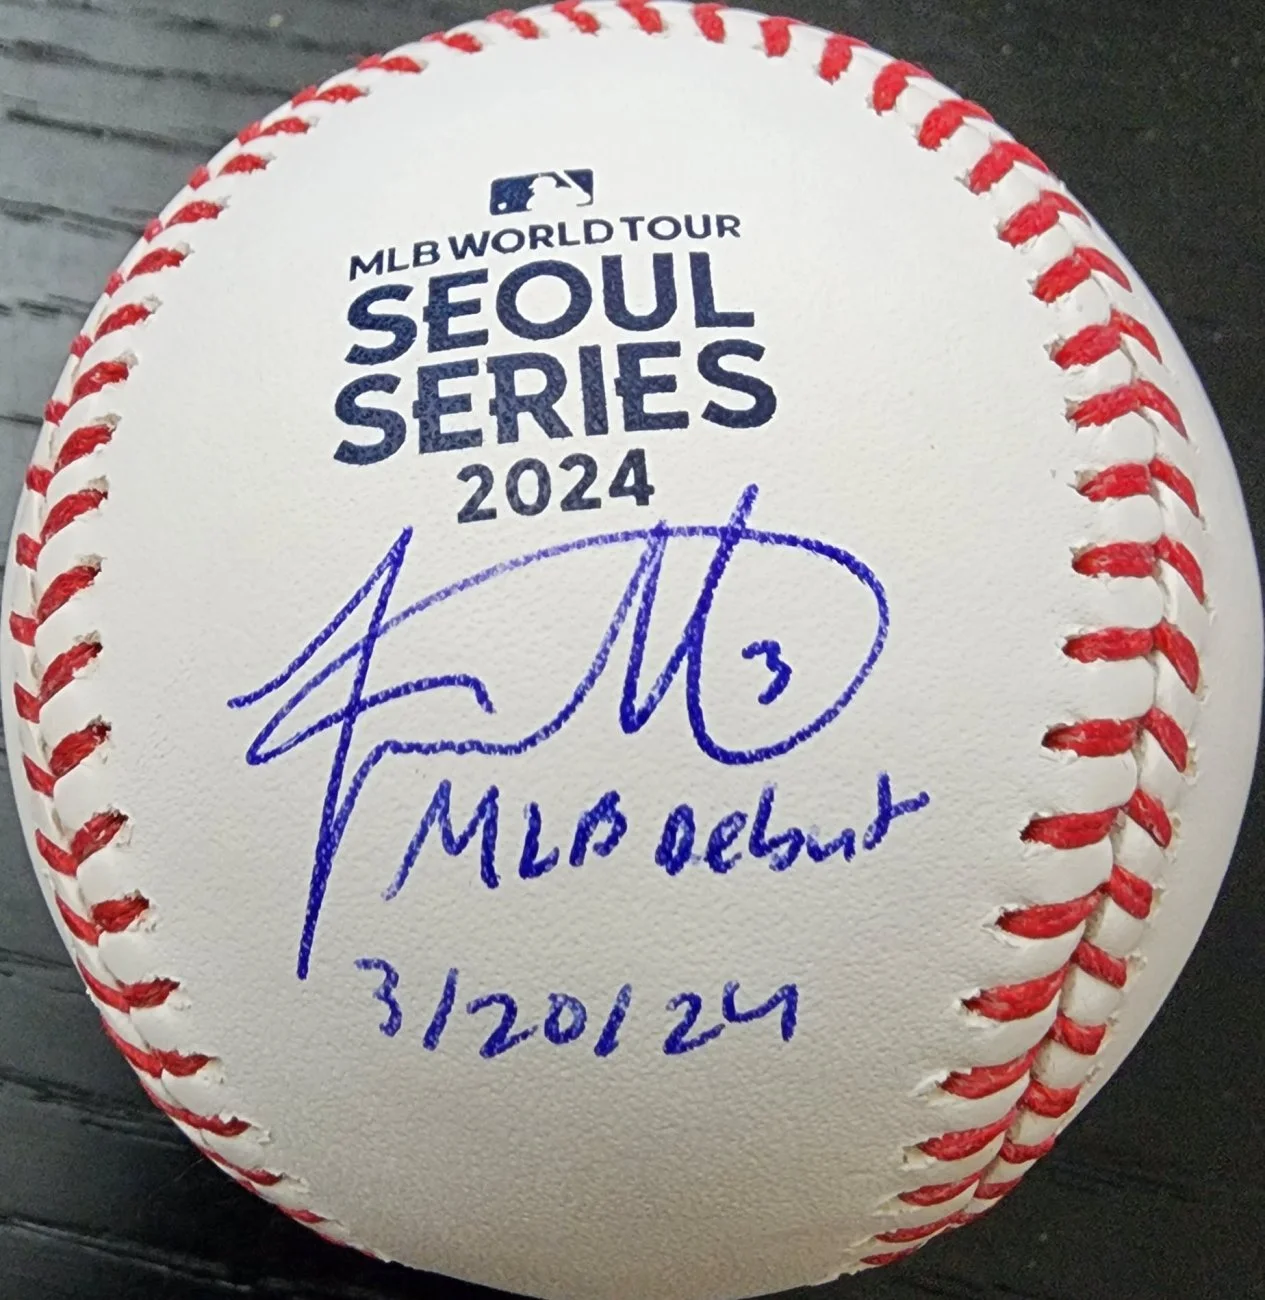 MLB WORLD TOUR
SEOUL
SERIES
2024
3
MLB Debut
3/20/24